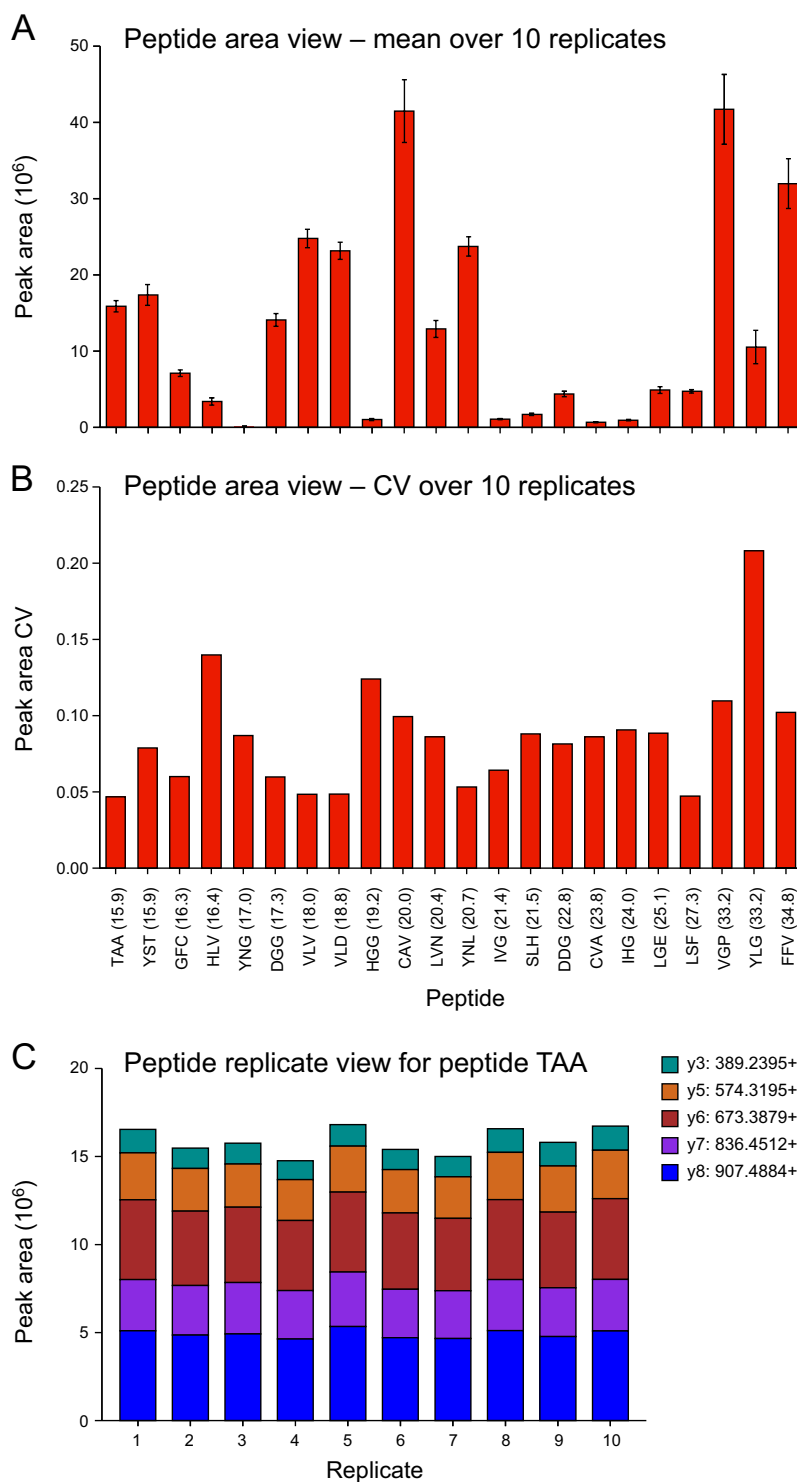 A
Peptide area view – mean over 10 replicates
Peak area (10⁶)
50
40
30
20
10
0
B
Peptide area view – CV over 10 replicates
Peak area CV
0.25
0.20
0.15
0.10
0.05
0.00
TAA (15.9)
YST (15.9)
GFC (16.3)
HLV (16.4)
YNG (17.0)
DGG (17.3)
VLV (18.0)
VLD (18.8)
HGG (19.2)
CAV (20.0)
LVN (20.4)
YNL (20.7)
IVG (21.4)
SLH (21.5)
DDG (22.8)
CVA (23.8)
IHG (24.0)
LGE (25.1)
LSF (27.3)
VGP (33.2)
YLG (33.2)
FFV (34.8)
Peptide
C
Peptide replicate view for peptide TAA
Peak area (10⁶)
20
15
10
5
0
1 2 3 4 5 6 7 8 9 10
Replicate
y3: 389.2395+
y5: 574.3195+
y6: 673.3879+
y7: 836.4512+
y8: 907.4884+